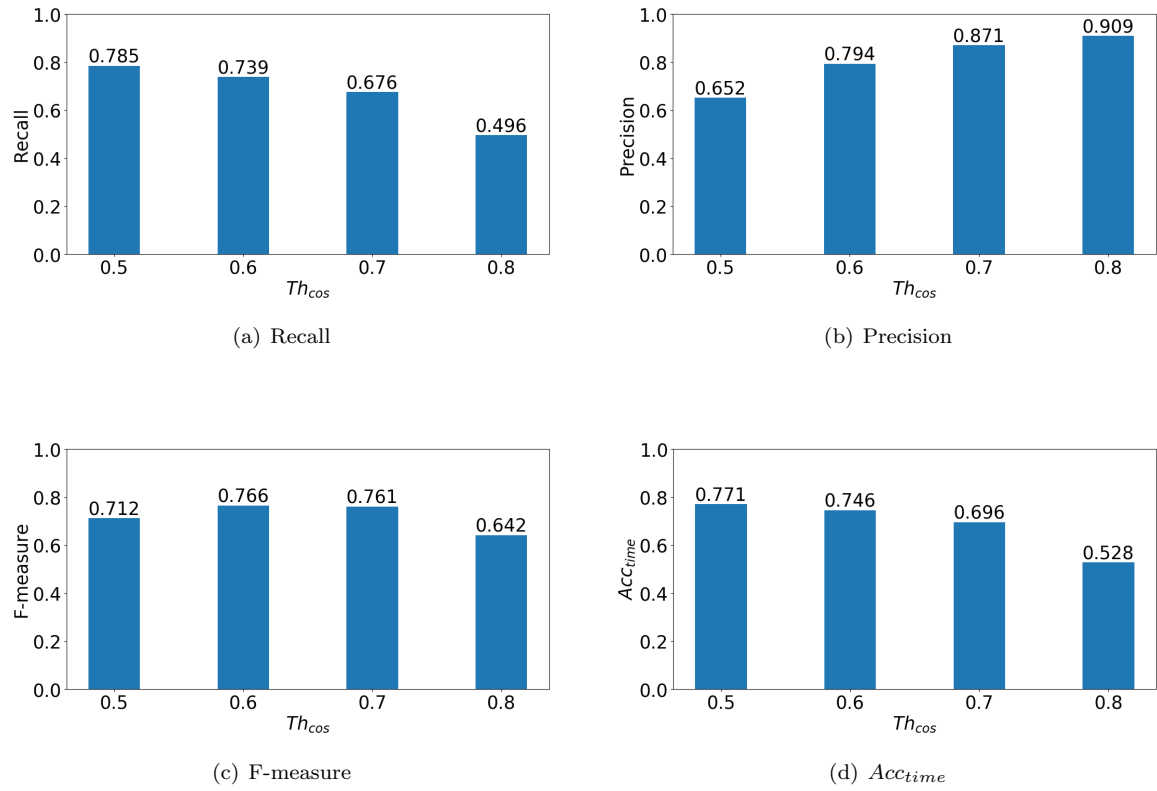 1.0
0.8
0.6
0.4
0.2
0.0
Recall
0.785
0.739
0.676
0.496
0.5 0.6 0.7 0.8
Th_cos
(a) Recall
1.0
0.8
0.6
0.4
0.2
0.0
Precision
0.652
0.794
0.871
0.909
0.5 0.6 0.7 0.8
Th_cos
(b) Precision
1.0
0.8
0.6
0.4
0.2
0.0
F-measure
0.712
0.766
0.761
0.642
0.5 0.6 0.7 0.8
Th_cos
(c) F-measure
1.0
0.8
0.6
0.4
0.2
0.0
Acc_time
0.771
0.746
0.696
0.528
0.5 0.6 0.7 0.8
Th_cos
(d) Acc_time